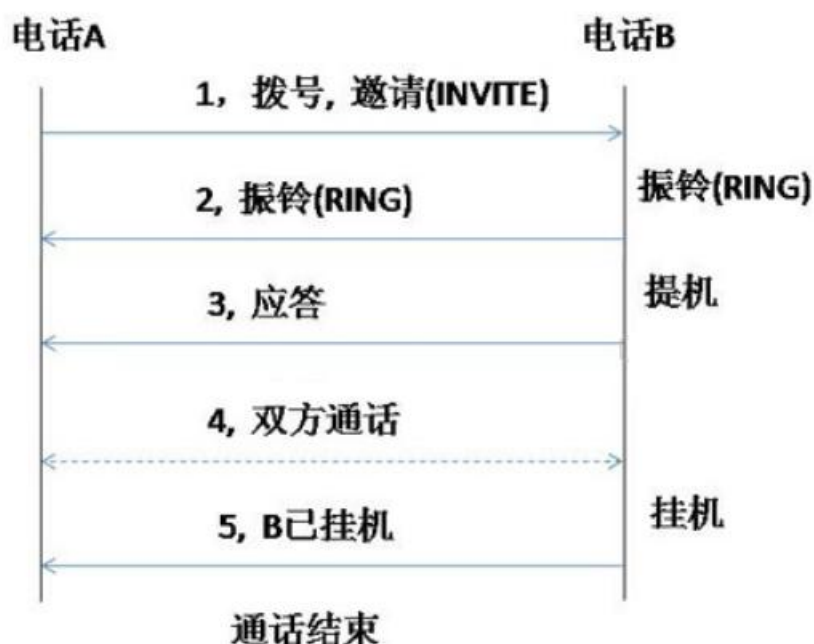 电话A
电话B
1，拨号, 邀请(INVITE)
2, 振铃(RING)
振铃(RING)
3, 应答
提机
4, 双方通话
5, B已挂机
挂机
通话结束